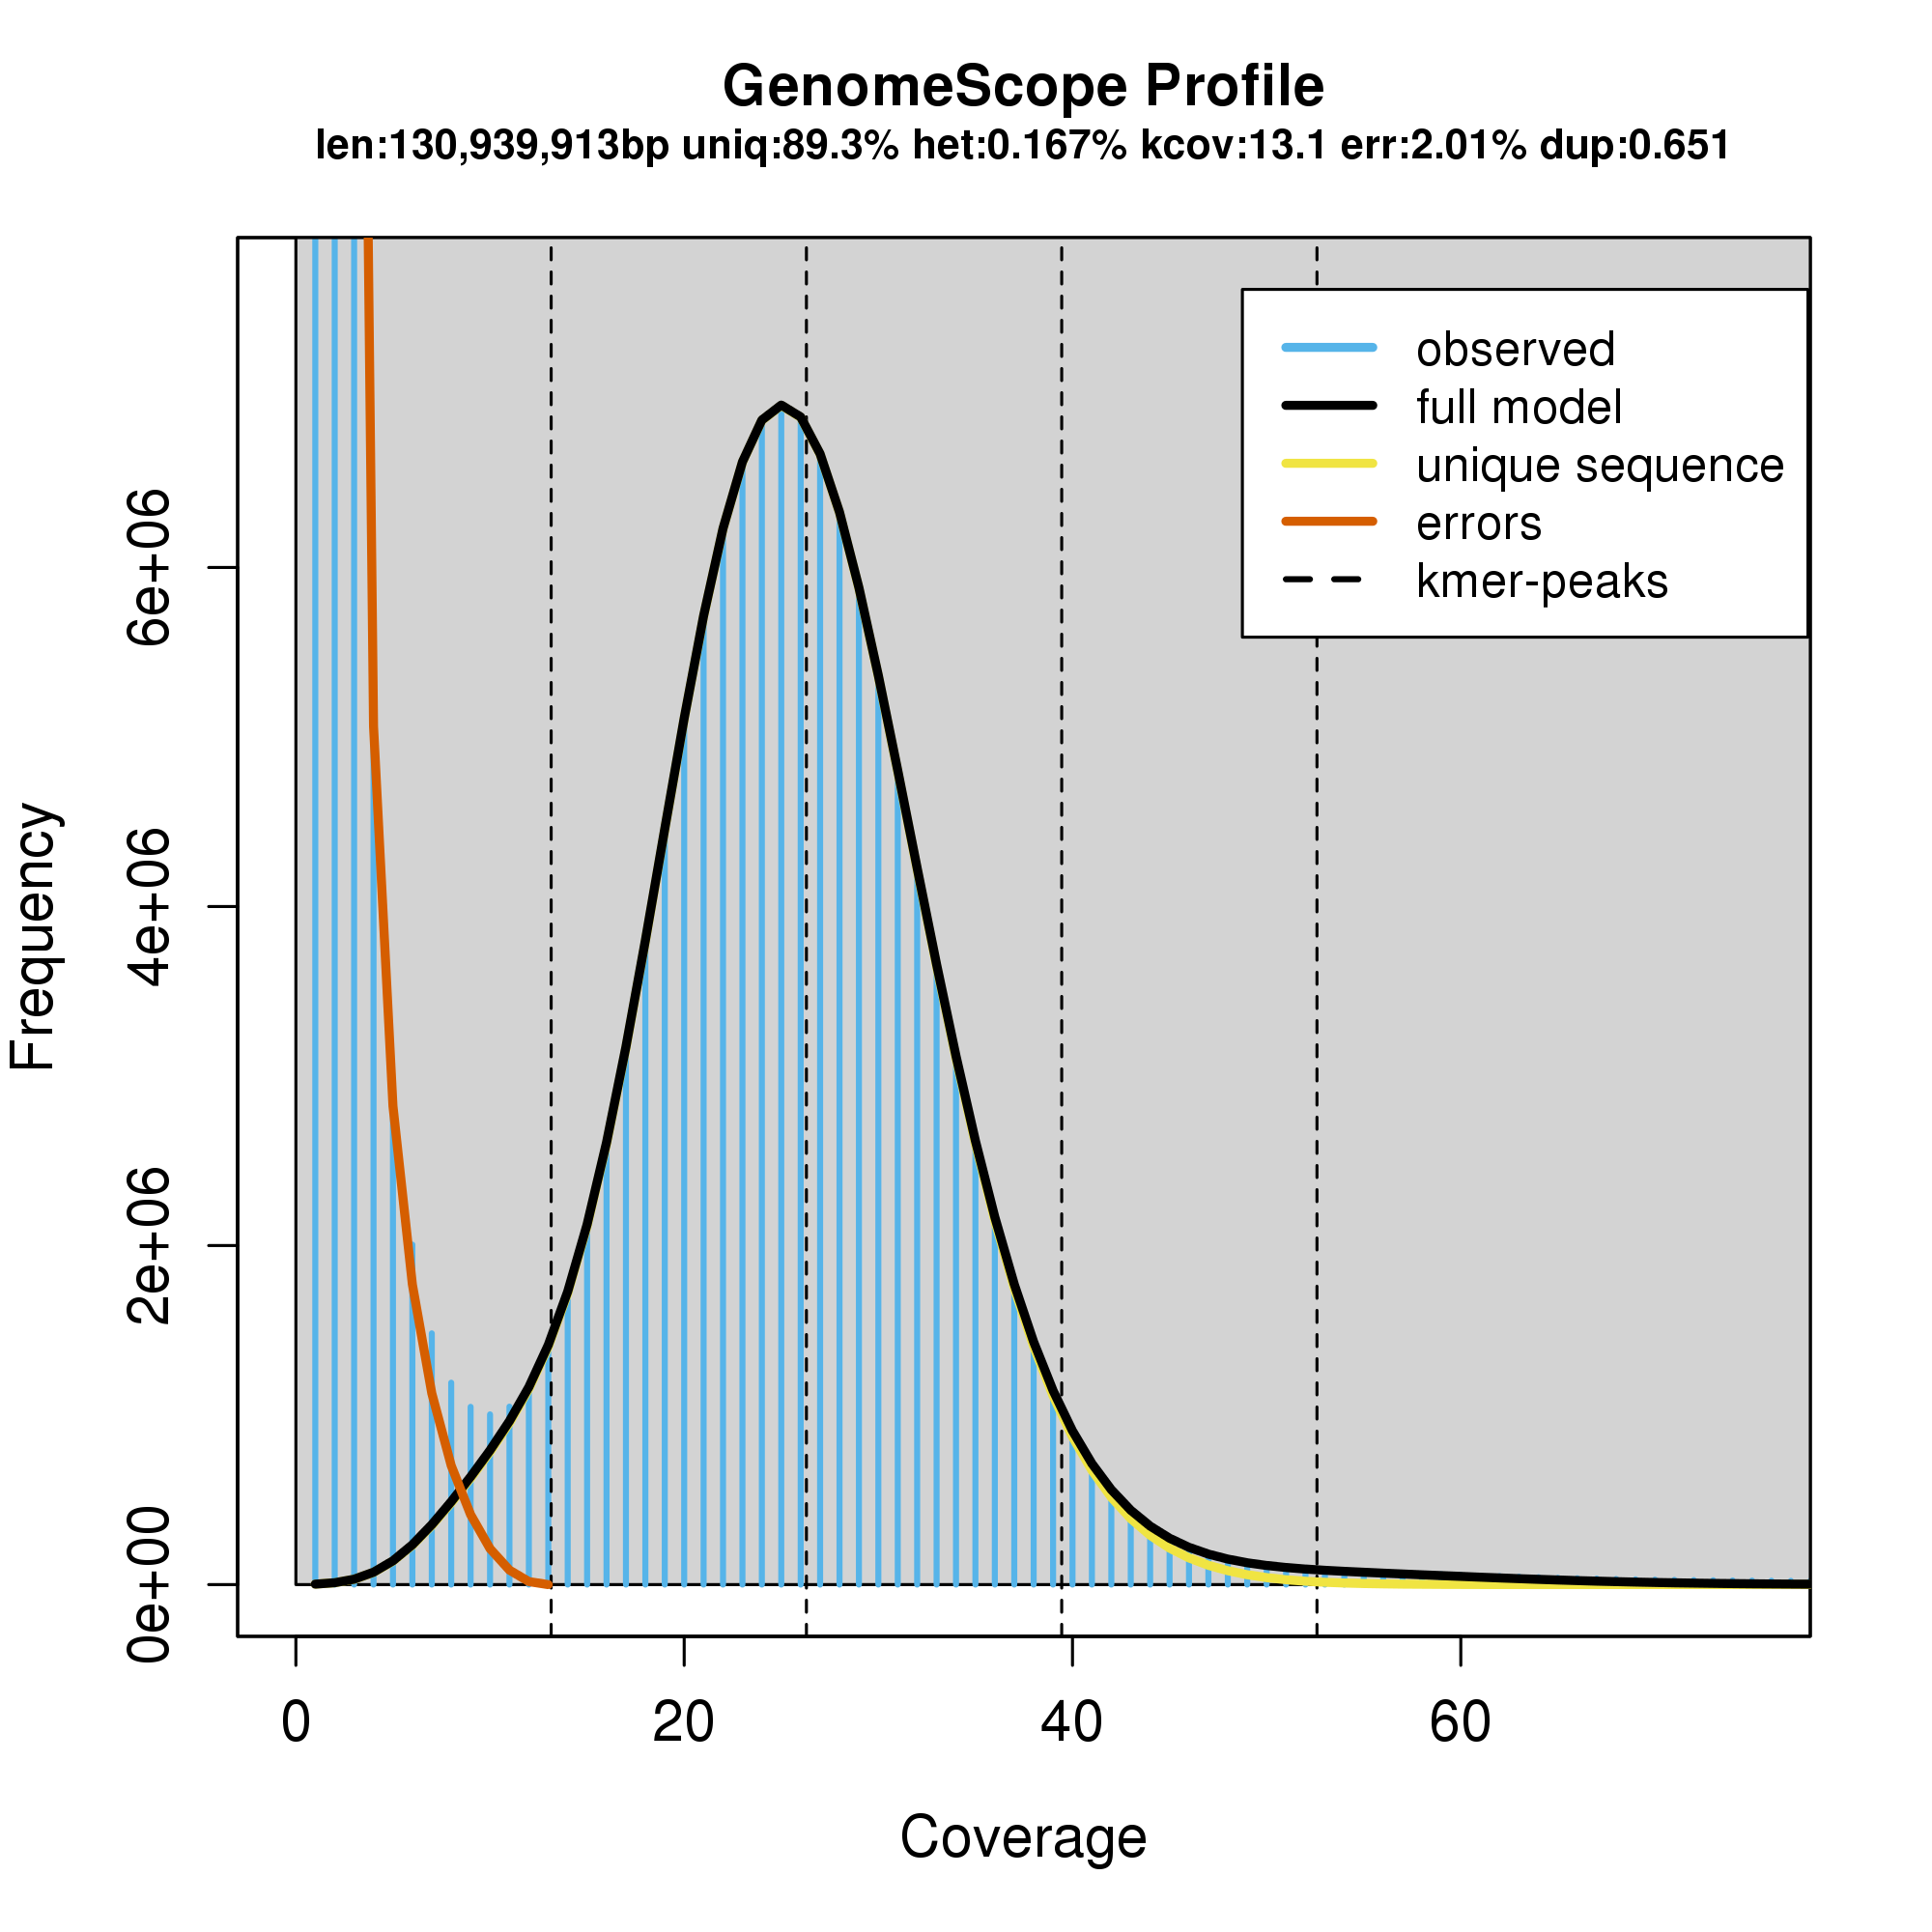 GenomeScope Profile
len:130,939,913bp uniq:89.3% het:0.167% kcov:13.1 err:2.01% dup:0.651
observed
full model
unique sequence
errors
kmer-peaks
Frequency
6e+06
4e+06
2e+06
0e+00
0 20 40 60
Coverage